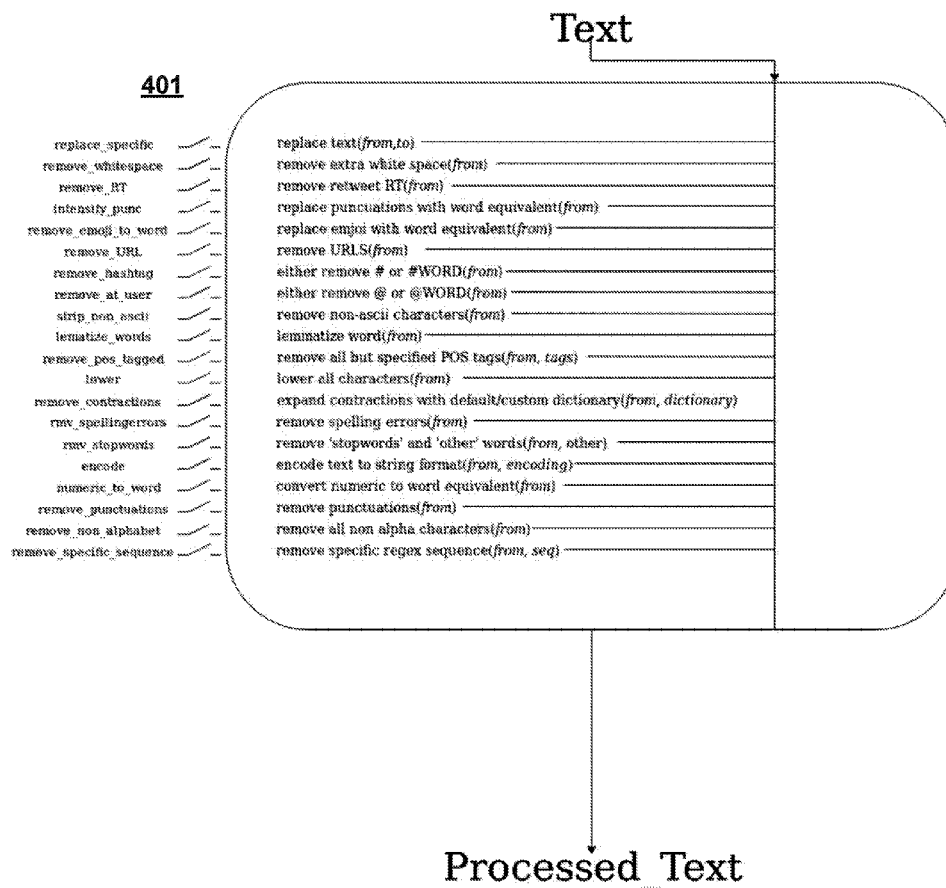 Text
401
replace_specific replace text(from,to)
remove_whitespace remove extra white space(from)
remove_RT remove retweet RT(from)
intensify_punc replace puncuations with word equivalent(from)
remove_emoji_to_word replace emjoi with word equivalent(from)
remove_URL remove URLS(from)
remove_hashtag either remove # or #WORD(from)
remove_at_user either remove @ or @WORD(from)
strip_non_ascii remove non-ascii characters(from)
lematize_words lemmatize word(from)
remove_pos_tagged remove all but specified POS tags(from, tags)
lower lower all characters(from)
remove_contractions expand contractions with default/custom dictionary(from, dictionary)
rmv_spellingerrors remove spelling errors(from)
rmv_stopwords remove 'stopwords' and 'other' words(from, other)
encode encode text to string format(from, encoding)
numeric_to_word convert numeric to word equivalent(from)
remove_punctuations remove punctuations(from)
remove_non_alphabet remove all non alpha characters(from)
remove_specific_sequence remove specific regex sequence(from, seq)
Processed_Text